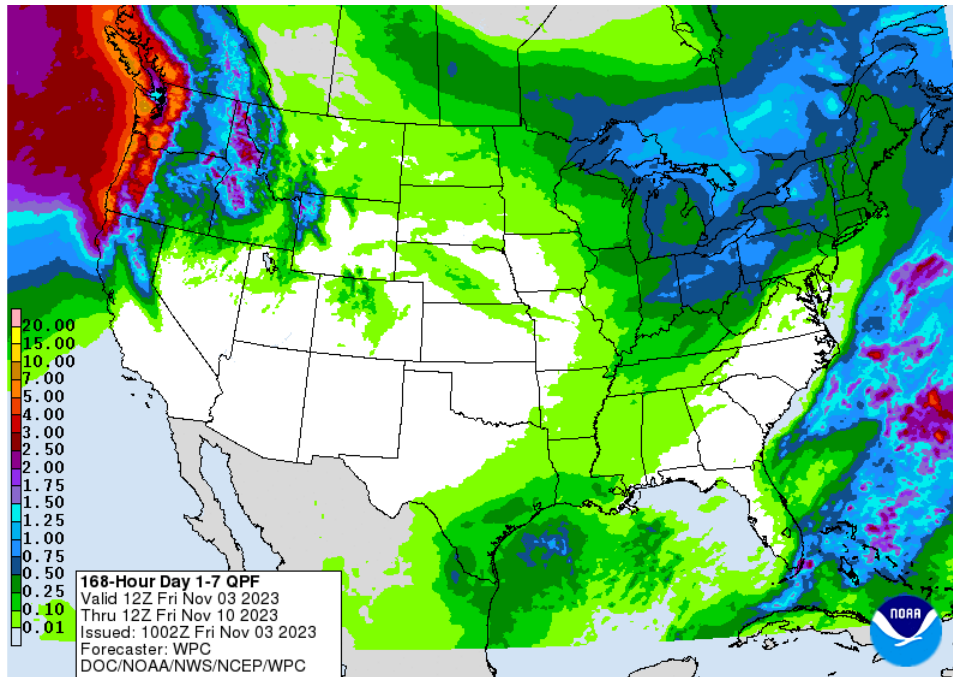 20.00
15.00
10.00
7.00
5.00
4.00
3.00
2.50
2.00
1.75
1.50
1.25
1.00
0.75
0.50
0.25
0.10
0.01
168-Hour Day 1-7 QPF
Valid 12Z Fri Nov 03 2023
Thru 12Z Fri Nov 10 2023
Issued: 1002Z Fri Nov 03 2023
Forecaster: WPC
DOC/NOAA/NWS/NCEP/WPC
NOAA